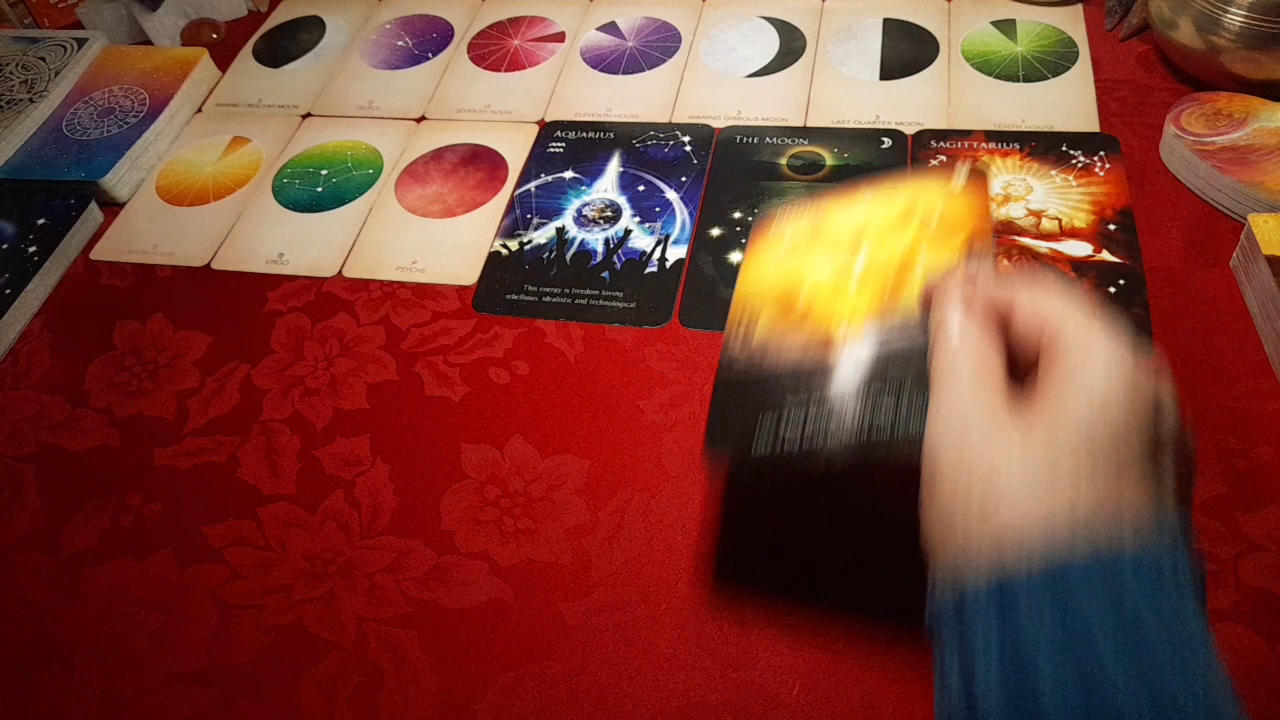 WANING CRESCENT MOON
TAURUS
SEVENTH HOUSE
ELEVENTH HOUSE
WANING GIBBOUS MOON
LAST QUARTER MOON
TENTH HOUSE
VIRGO
PSYCHE
AQUARIUS
This energy is freedom loving
rebellious, idealistic and technological
THE MOON
SAGITTARIUS